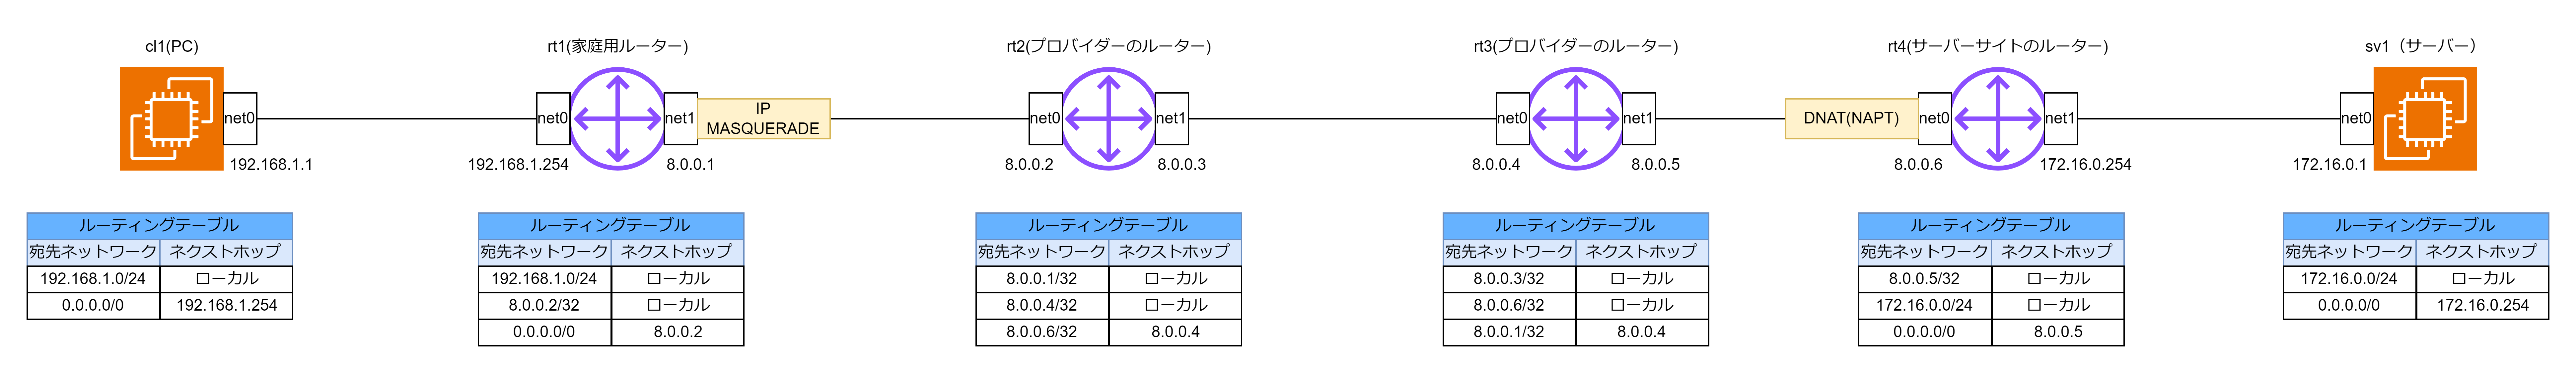 cl1(PC)
rt1(家庭用ルーター)
rt2(プロバイダーのルーター)
rt3(プロバイダーのルーター)
rt4(サーバーサイトのルーター)
sv1（サーバー）
net0
net0
net1
IP
MASQUERADE
net0
net1
net0
net1
DNAT(NAPT)
net0
net1
net0
192.168.1.1
192.168.1.254
8.0.0.1
8.0.0.2
8.0.0.3
8.0.0.4
8.0.0.5
8.0.0.6
172.16.0.254
172.16.0.1
ルーティングテーブル
宛先ネットワーク ネクストホップ
192.168.1.0/24 ローカル
0.0.0.0/0 192.168.1.254
ルーティングテーブル
宛先ネットワーク ネクストホップ
192.168.1.0/24 ローカル
8.0.0.2/32 ローカル
0.0.0.0/0 8.0.0.2
ルーティングテーブル
宛先ネットワーク ネクストホップ
8.0.0.1/32 ローカル
8.0.0.4/32 ローカル
8.0.0.6/32 8.0.0.4
ルーティングテーブル
宛先ネットワーク ネクストホップ
8.0.0.3/32 ローカル
8.0.0.6/32 ローカル
8.0.0.1/32 8.0.0.4
ルーティングテーブル
宛先ネットワーク ネクストホップ
8.0.0.5/32 ローカル
172.16.0.0/24 ローカル
0.0.0.0/0 8.0.0.5
ルーティングテーブル
宛先ネットワーク ネクストホップ
172.16.0.0/24 ローカル
0.0.0.0/0 172.16.0.254